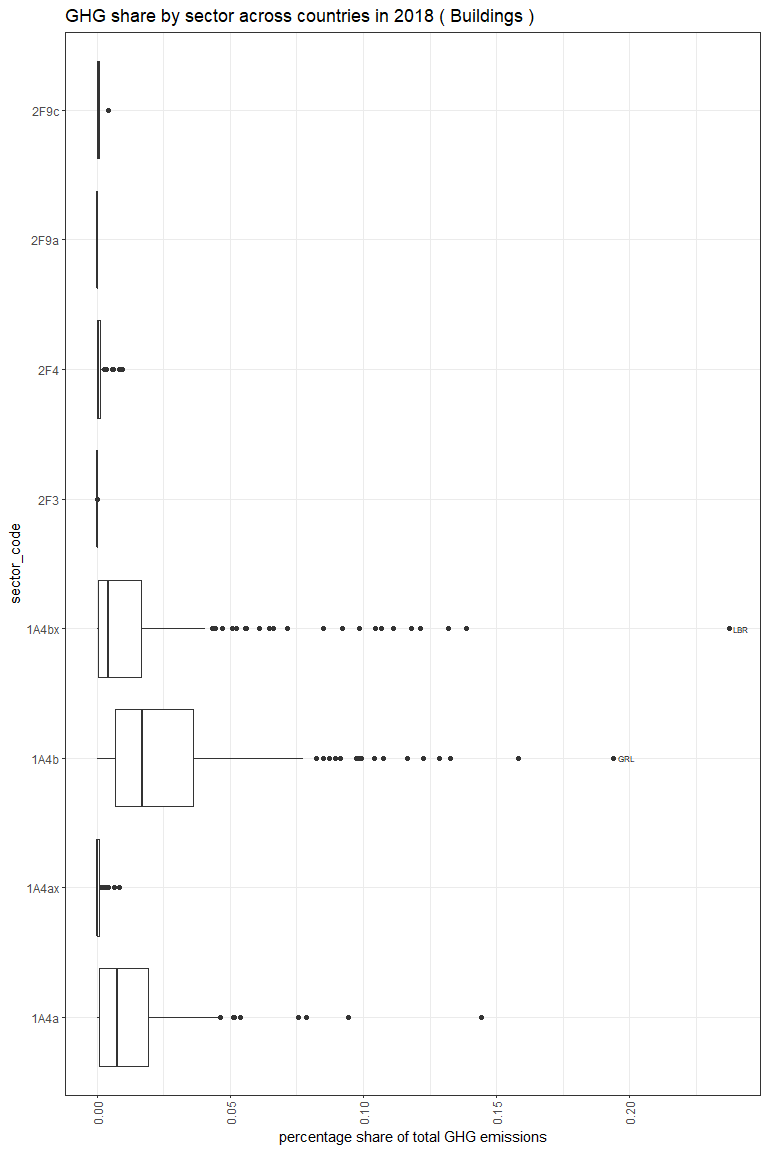 GHG share by sector across countries in 2018 ( Buildings )
2F9c
2F9a
2F4
2F3
sector_code
1A4bx
LBR
1A4b
GRL
1A4ax
1A4a
0.00
0.05
0.10
0.15
0.20
percentage share of total GHG emissions